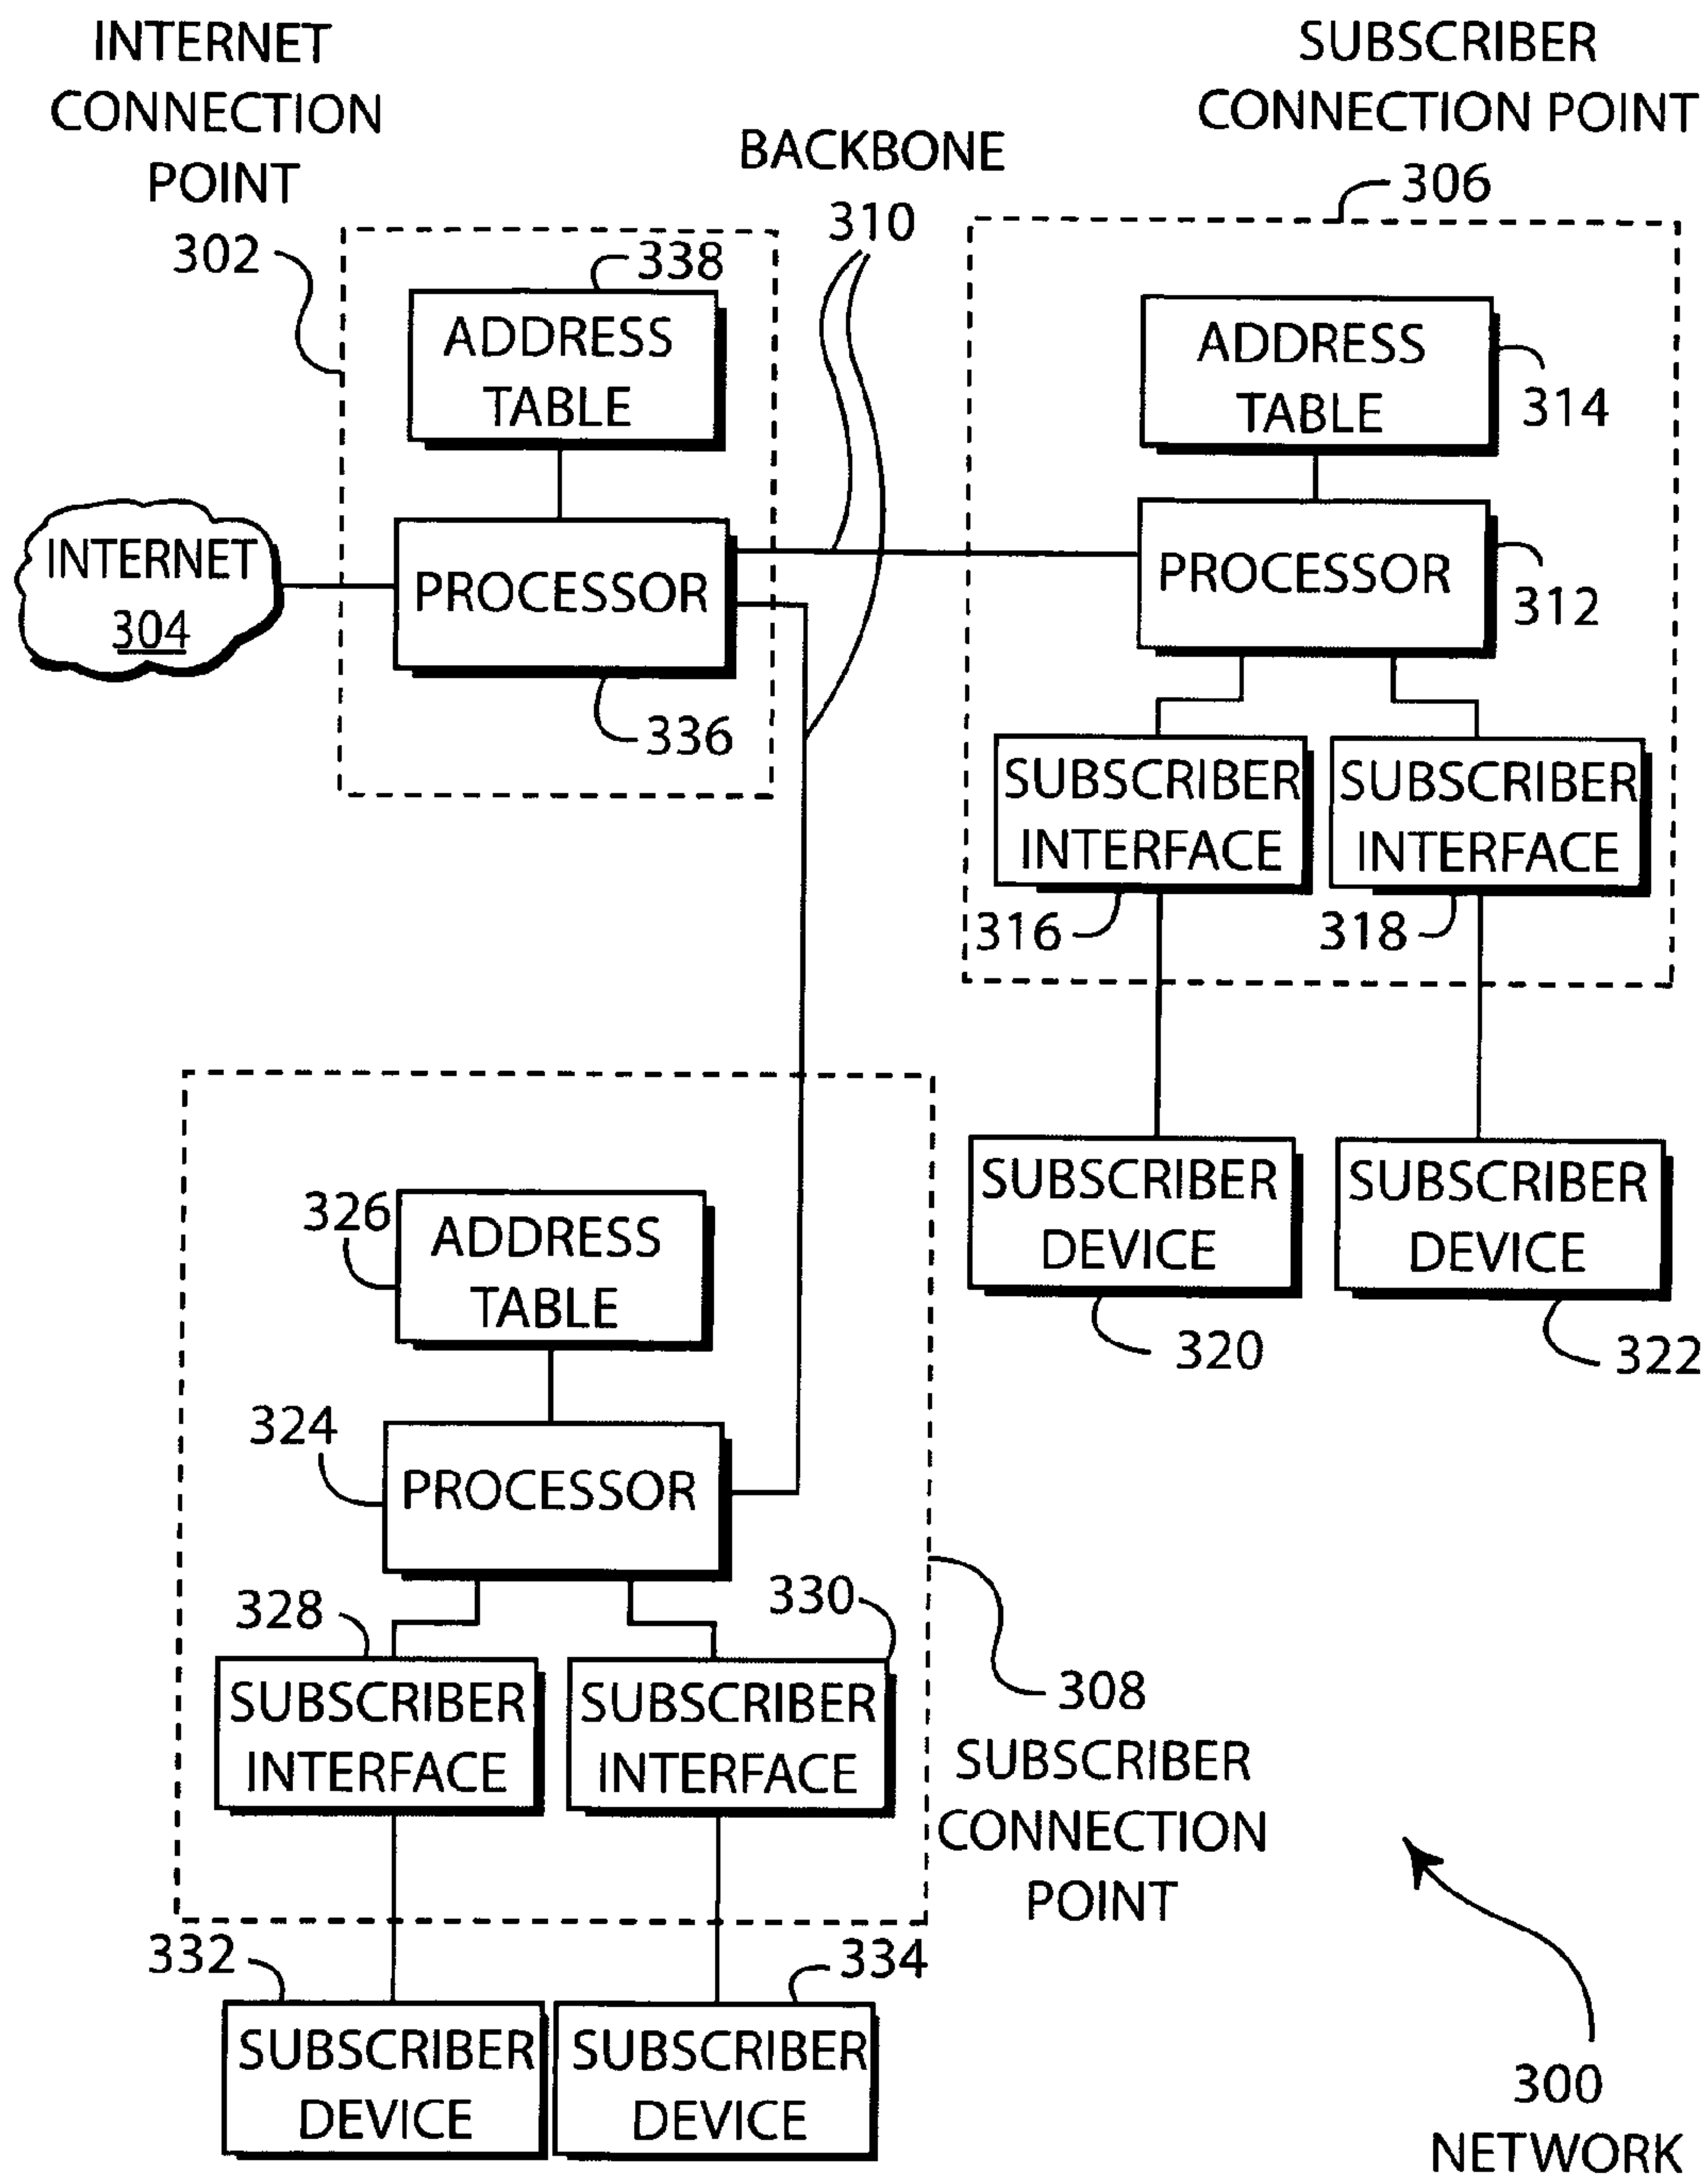 INTERNET
CONNECTION
POINT
302
BACKBONE
310
SUBSCRIBER
CONNECTION POINT
306
338
ADDRESS
TABLE
INTERNET
304
PROCESSOR
336
ADDRESS
TABLE
314
PROCESSOR
312
SUBSCRIBER
INTERFACE
316
SUBSCRIBER
INTERFACE
318
SUBSCRIBER
DEVICE
320
SUBSCRIBER
DEVICE
322
326
ADDRESS
TABLE
324
PROCESSOR
328
SUBSCRIBER
INTERFACE
330
SUBSCRIBER
INTERFACE
308
SUBSCRIBER
CONNECTION
POINT
332
SUBSCRIBER
DEVICE
334
SUBSCRIBER
DEVICE
300
NETWORK